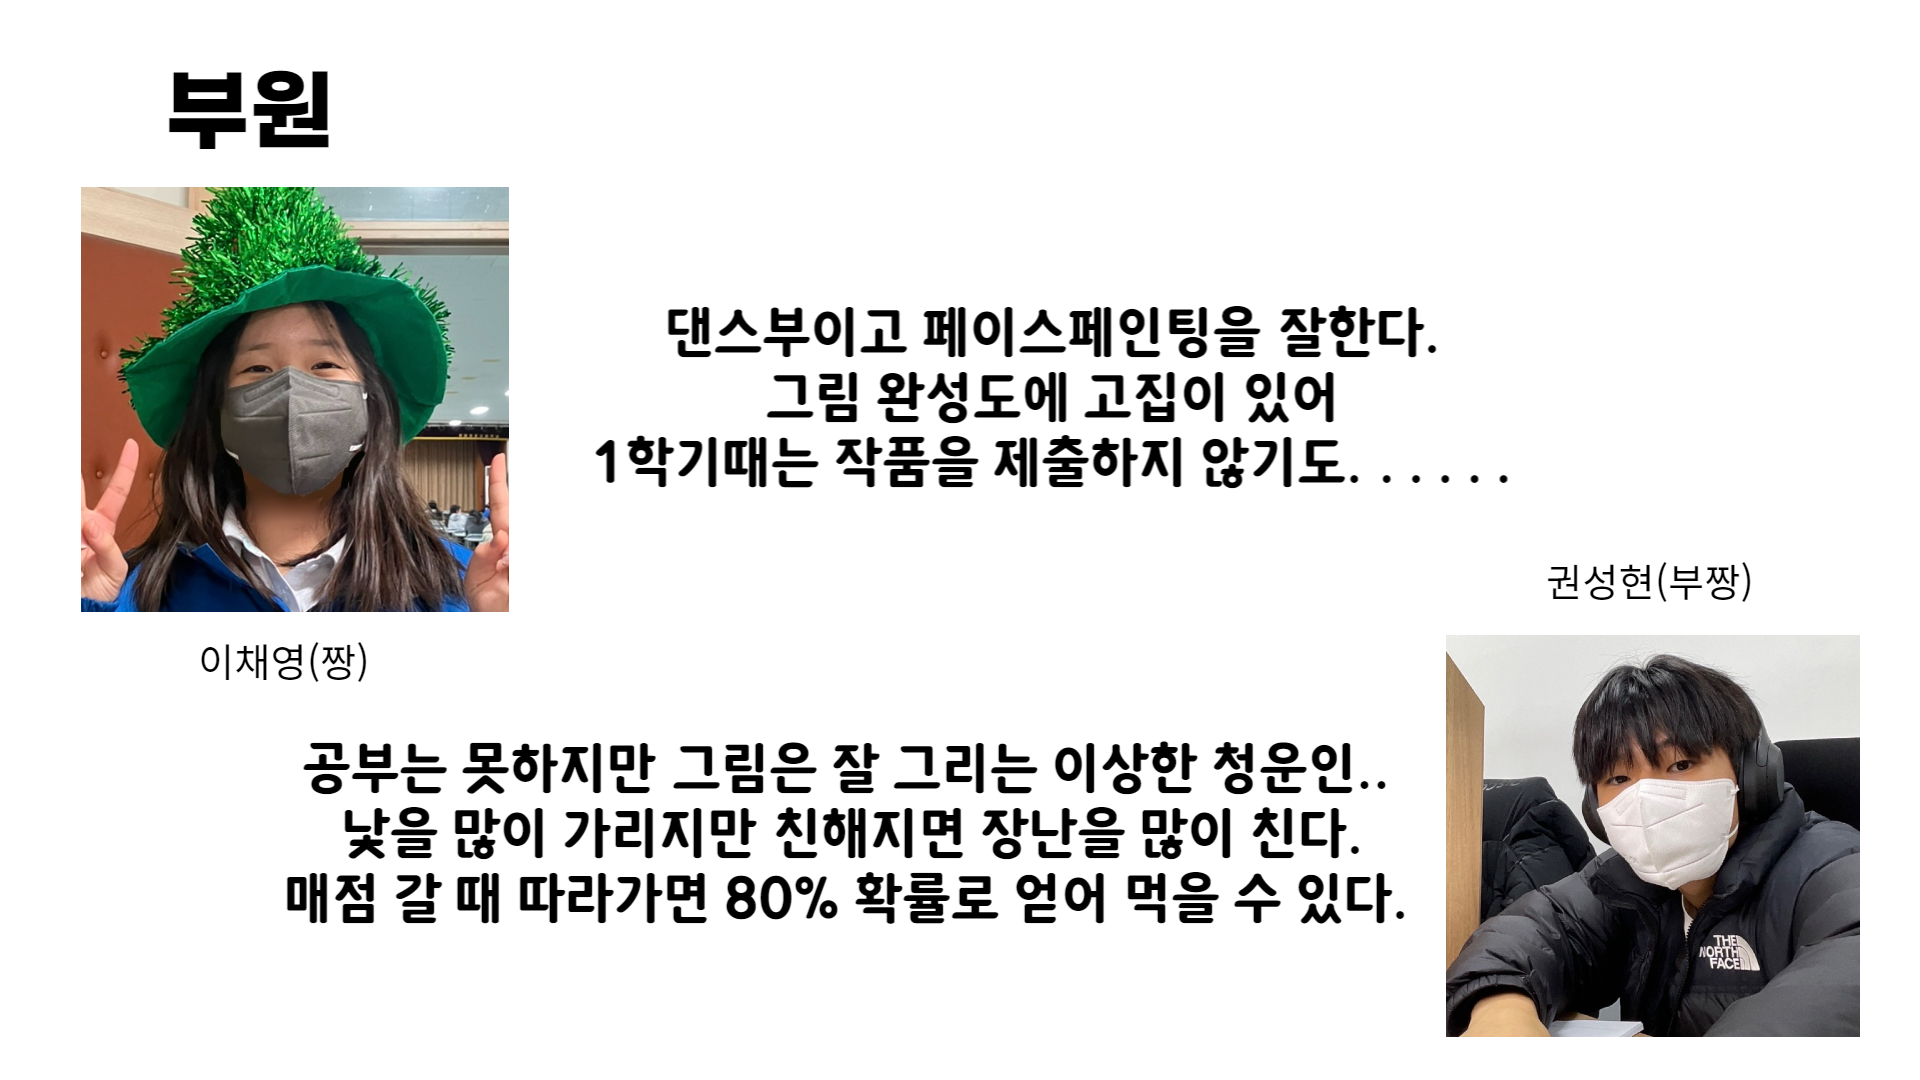 부원
댄스부이고 페이스페인팅을 잘한다.
그림 완성도에 고집이 있어
1학기때는 작품을 제출하지 않기도. . . . . .
이채영(짱)
권성현(부짱)
공부는 못하지만 그림은 잘 그리는 이상한 청운인..
낯을 많이 가리지만 친해지면 장난을 많이 친다.
매점 갈 때 따라가면 80% 확률로 얻어 먹을 수 있다.
THE
NORTH
FACE